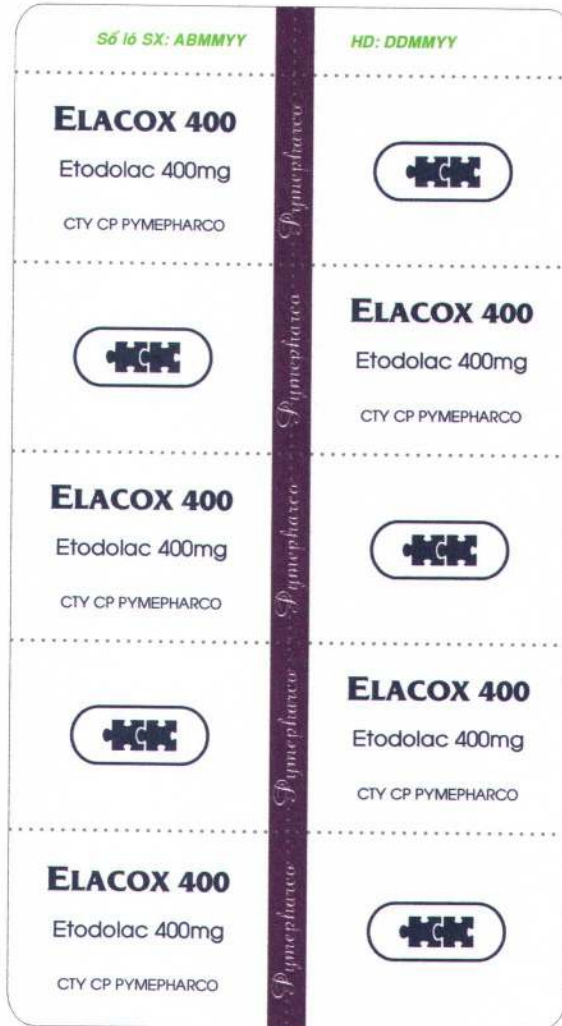 Số lô SX: ABMMYY
HD: DDMMYY
ELACOX 400
Etodolac 400mg
CTY CP PYMEPHARCO
Pymepharco
ELACOX 400
Etodolac 400mg
CTY CP PYMEPHARCO
Pymepharco
ELACOX 400
Etodolac 400mg
CTY CP PYMEPHARCO
Pymepharco
ELACOX 400
Etodolac 400mg
CTY CP PYMEPHARCO
Pymepharco
ELACOX 400
Etodolac 400mg
CTY CP PYMEPHARCO
Pymepharco